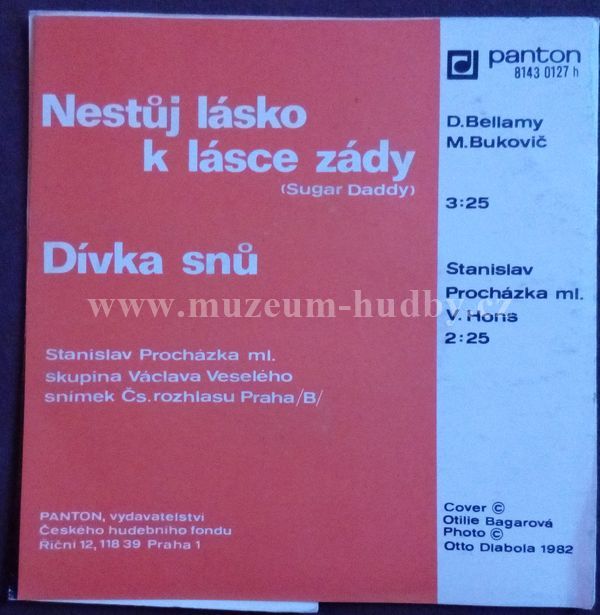 panton
8143 0127 h
Nestůj lásko
k lásce zády
(Sugar Daddy)
D.Bellamy
M.Bukovič
3:25
Dívka snů
Stanislav
Procházka ml.
V. Hons
2:25
www.muzeum-hudby.cz
Stanislav Procházka ml.
skupina Václava Veselého
snímek Čs. rozhlasu Praha/B/
PANTON, vydavatelství
Českého hudebního fondu
Říční 12, 118 39 Praha 1
Cover ©
Otilie Bagarová
Photo ©
Otto Dlabola 1982